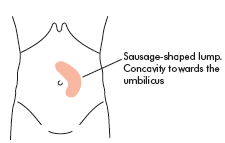 Sausage-shaped lump.
Concavity towards the
umbilicus